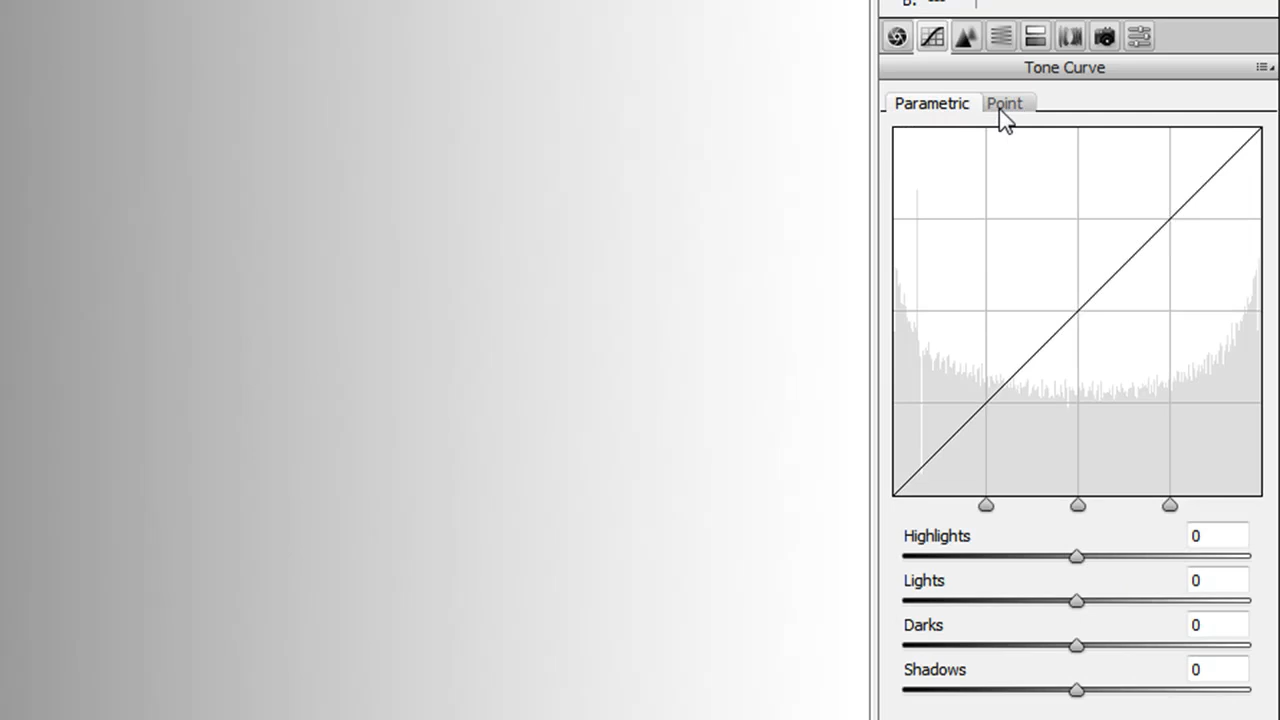 Tone Curve
Parametric Point
Highlights 0
Lights 0
Darks 0
Shadows 0